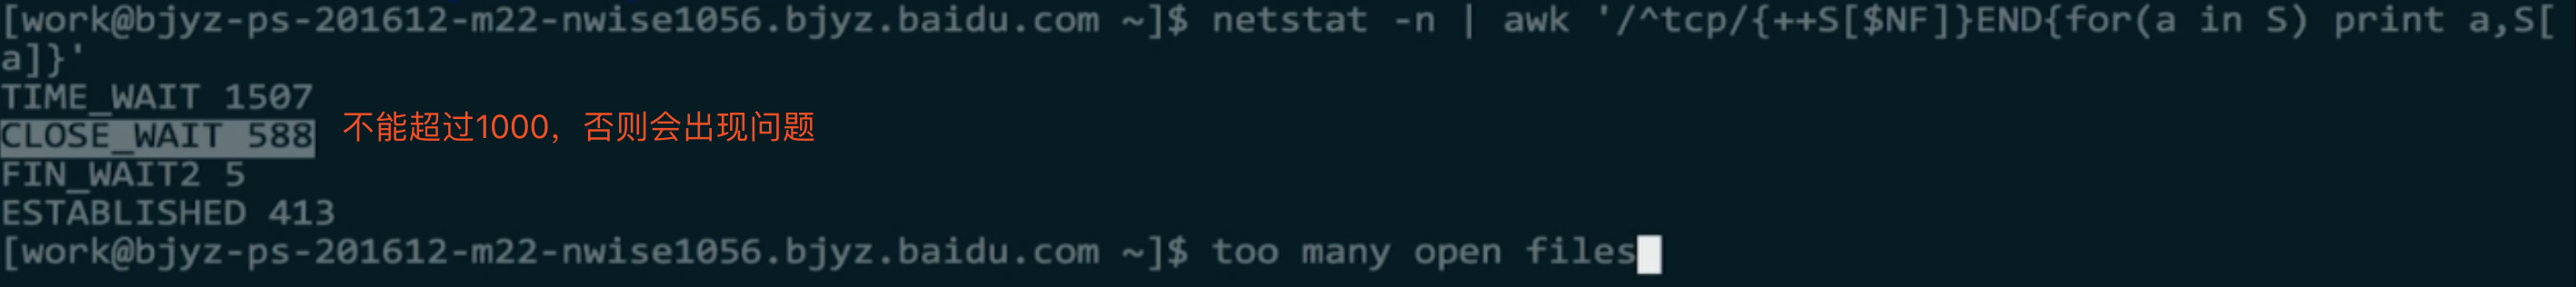 [work@bjyz-ps-201612-m22-nwise1056.bjyz.baidu.com ~]$ netstat -n | awk '/^tcp/{++S[$NF]}END{for(a in S) print a,S[
a]}'
TIME_WAIT 1507
CLOSE_WAIT 588 不能超过1000，否则会出现问题
FIN_WAIT2 5
ESTABLISHED 413
[work@bjyz-ps-201612-m22-nwise1056.bjyz.baidu.com ~]$ too many open files